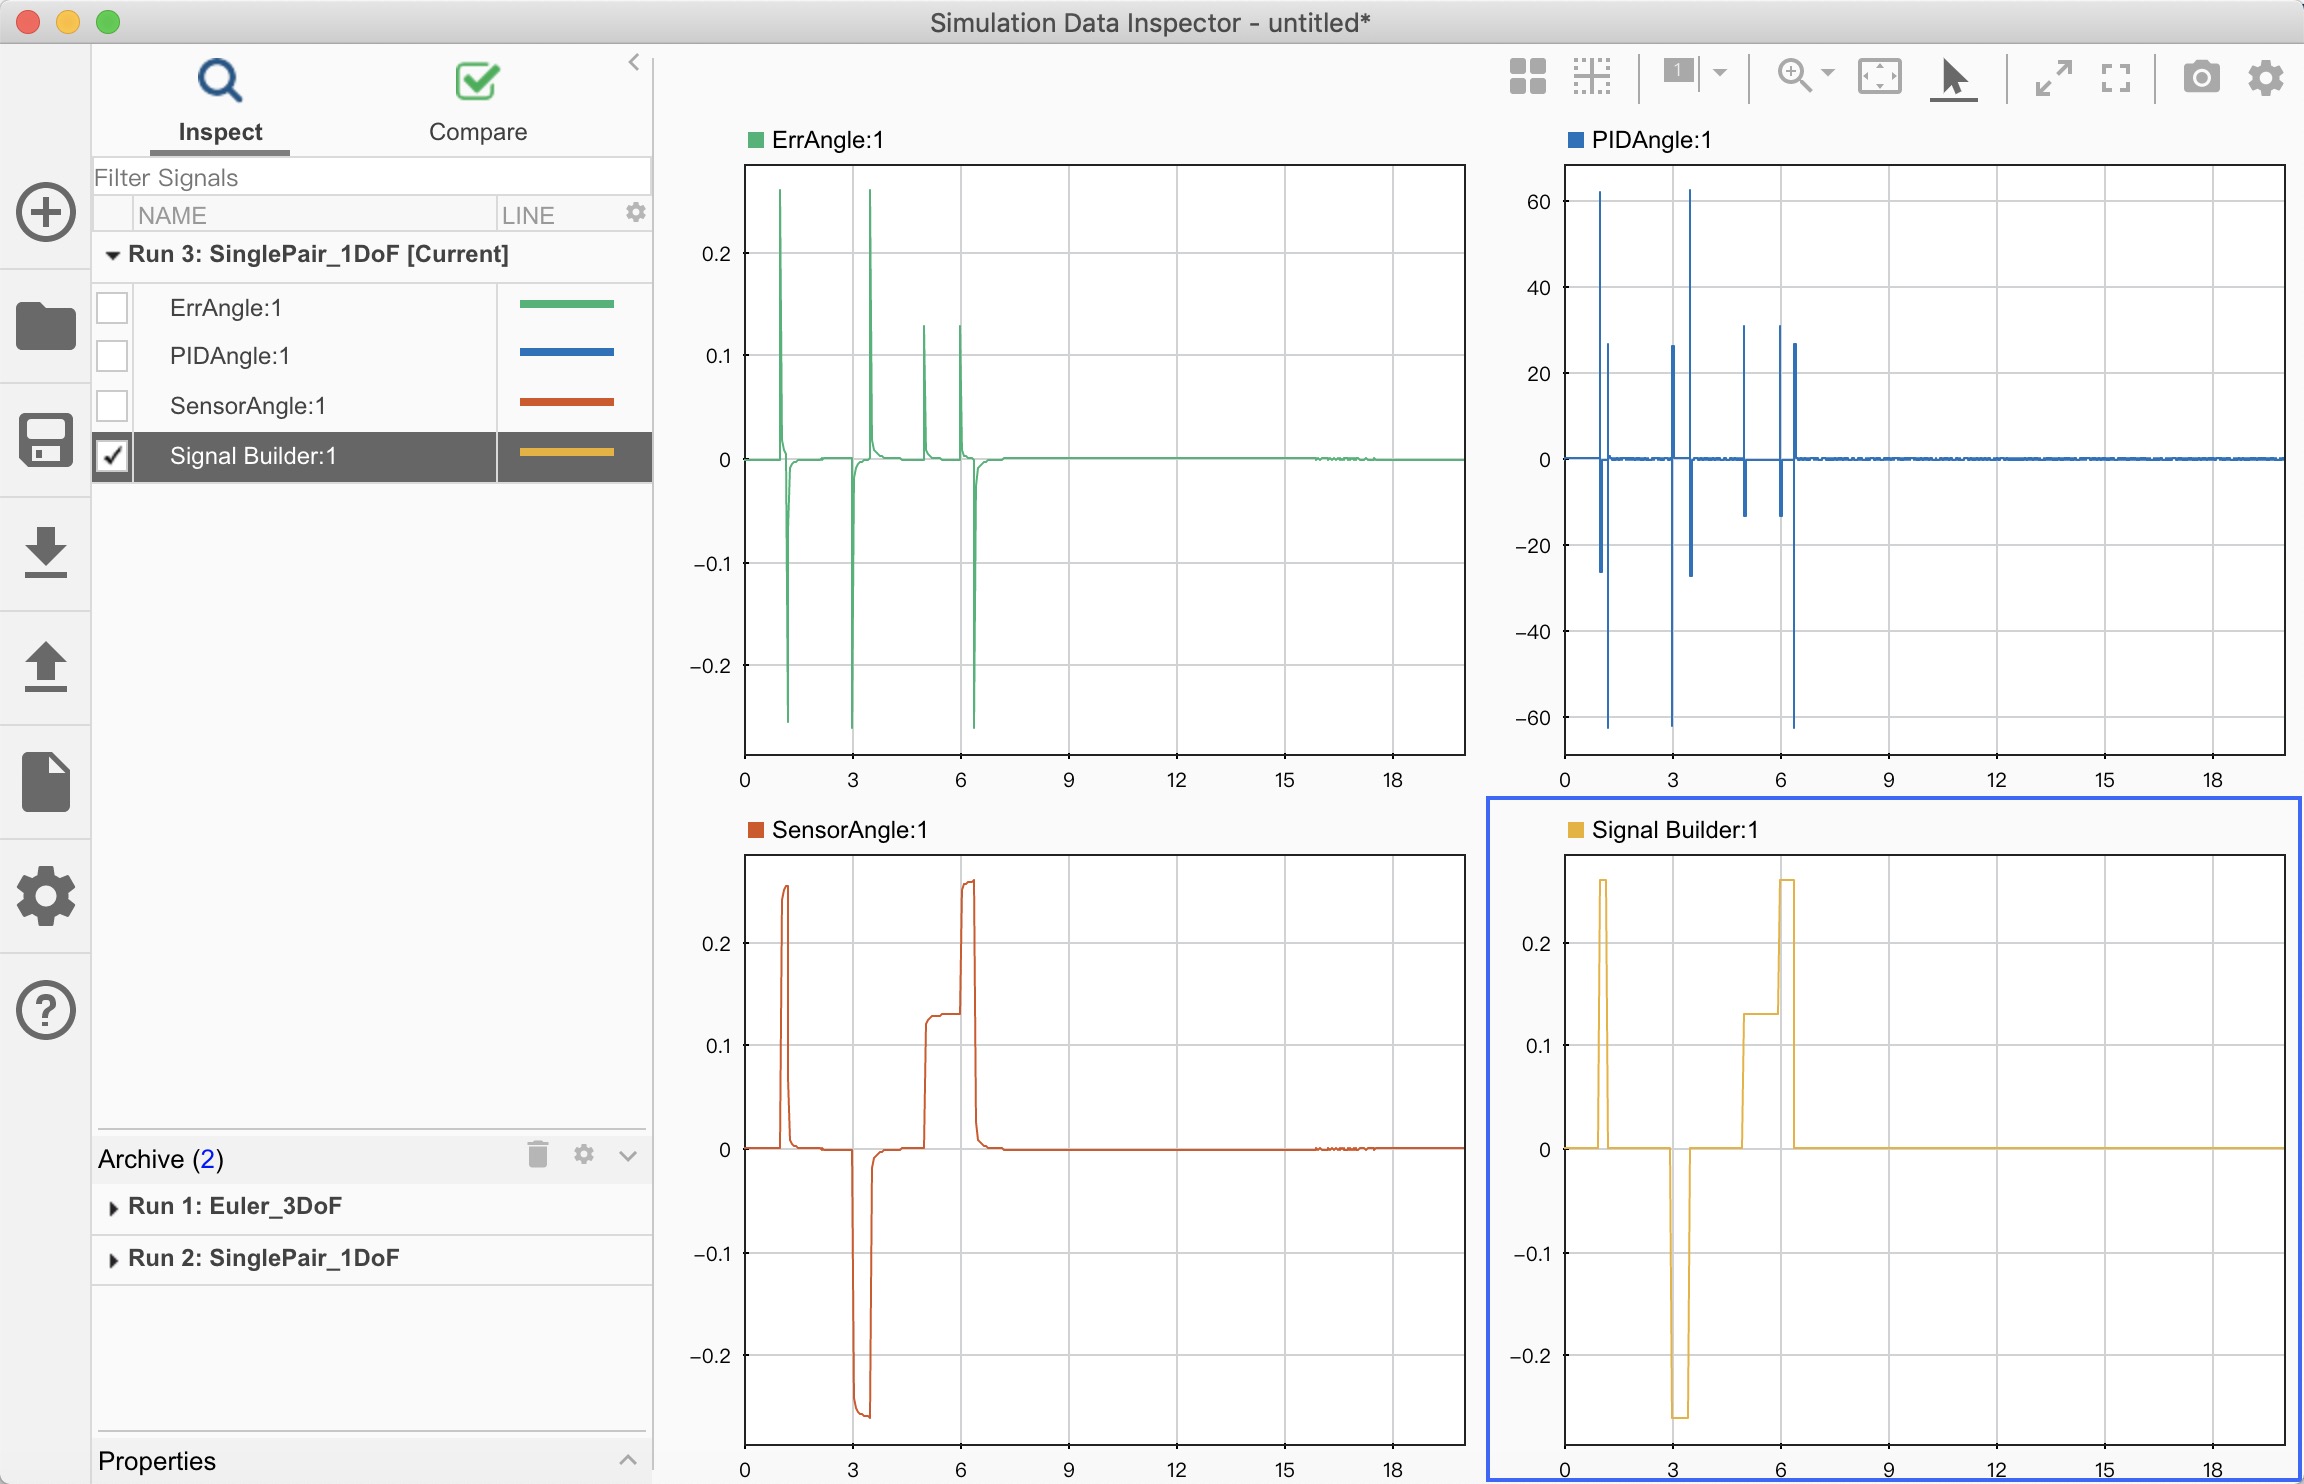 Simulation Data Inspector - untitled*
Inspect
Compare
Filter Signals
NAME
LINE
Run 3: SinglePair_1DoF [Current]
ErrAngle:1
PIDAngle:1
SensorAngle:1
Signal Builder:1
Archive (2)
Run 1: Euler_3DoF
Run 2: SinglePair_1DoF
Properties
1
ErrAngle:1
0.2
0.1
0
−0.1
−0.2
0 3 6 9 12 15 18
PIDAngle:1
60
40
20
0
−20
−40
−60
0 3 6 9 12 15 18
SensorAngle:1
0.2
0.1
0
−0.1
−0.2
0 3 6 9 12 15 18
Signal Builder:1
0.2
0.1
0
−0.1
−0.2
0 3 6 9 12 15 18